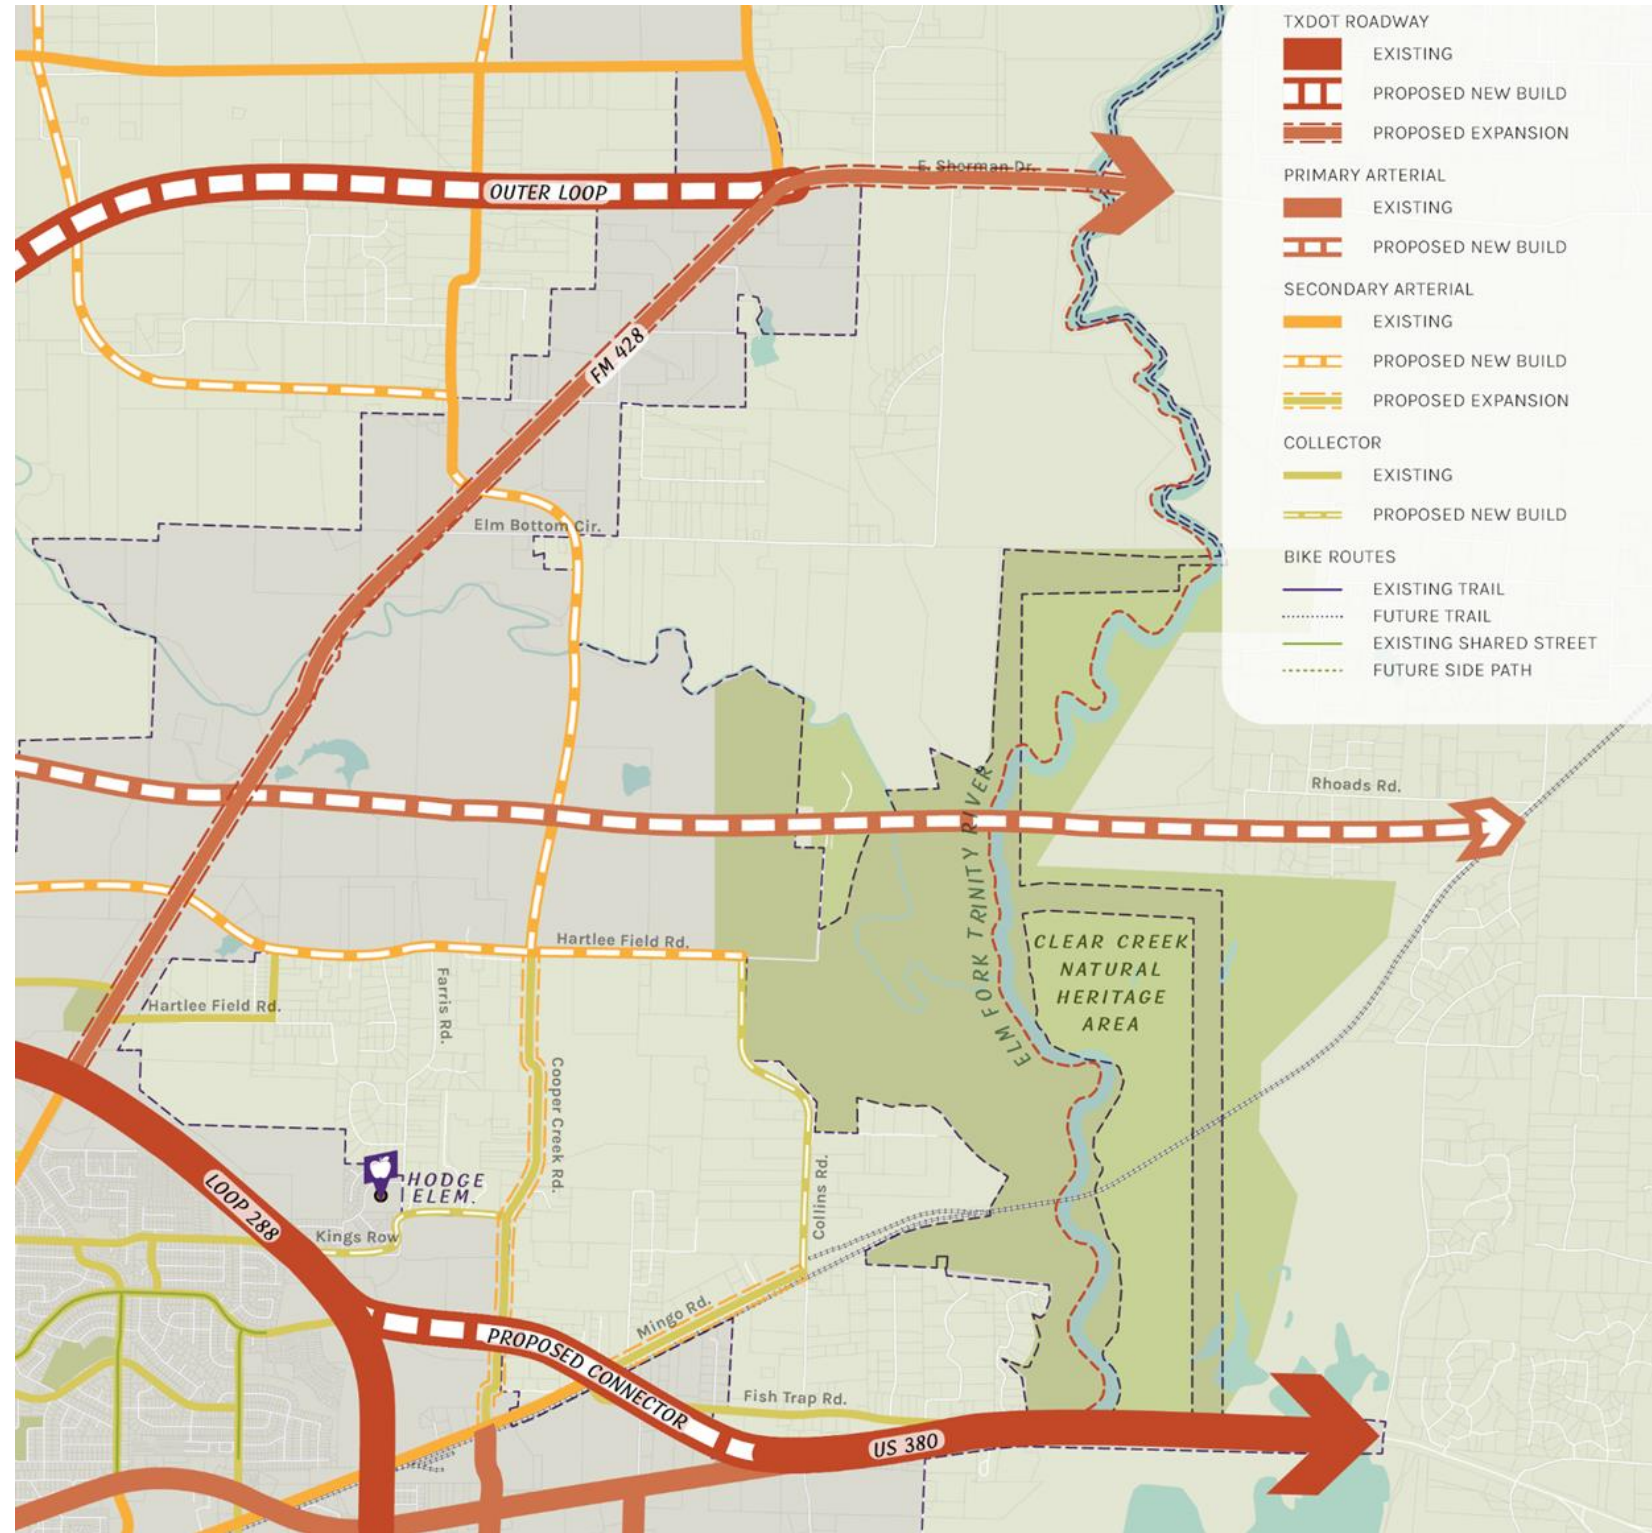 TXDOT ROADWAY
EXISTING
PROPOSED NEW BUILD
PROPOSED EXPANSION
PRIMARY ARTERIAL
EXISTING
PROPOSED NEW BUILD
SECONDARY ARTERIAL
EXISTING
PROPOSED NEW BUILD
PROPOSED EXPANSION
COLLECTOR
EXISTING
PROPOSED NEW BUILD
BIKE ROUTES
EXISTING TRAIL
FUTURE TRAIL
EXISTING SHARED STREET
FUTURE SIDE PATH
E. Sherman Dr.
OUTER LOOP
FM 428
Elm Bottom Cir.
Rhoads Rd.
ELM FORK TRINITY RIVER
Hartlee Field Rd.
CLEAR CREEK
NATURAL
HERITAGE
AREA
Hartlee Field Rd.
Farris Rd.
Cooper Creek Rd.
Collins Rd.
HODGE
ELEM.
LOOP 288
Kings Row
Mingo Rd.
PROPOSED CONNECTOR
Fish Trap Rd.
US 380